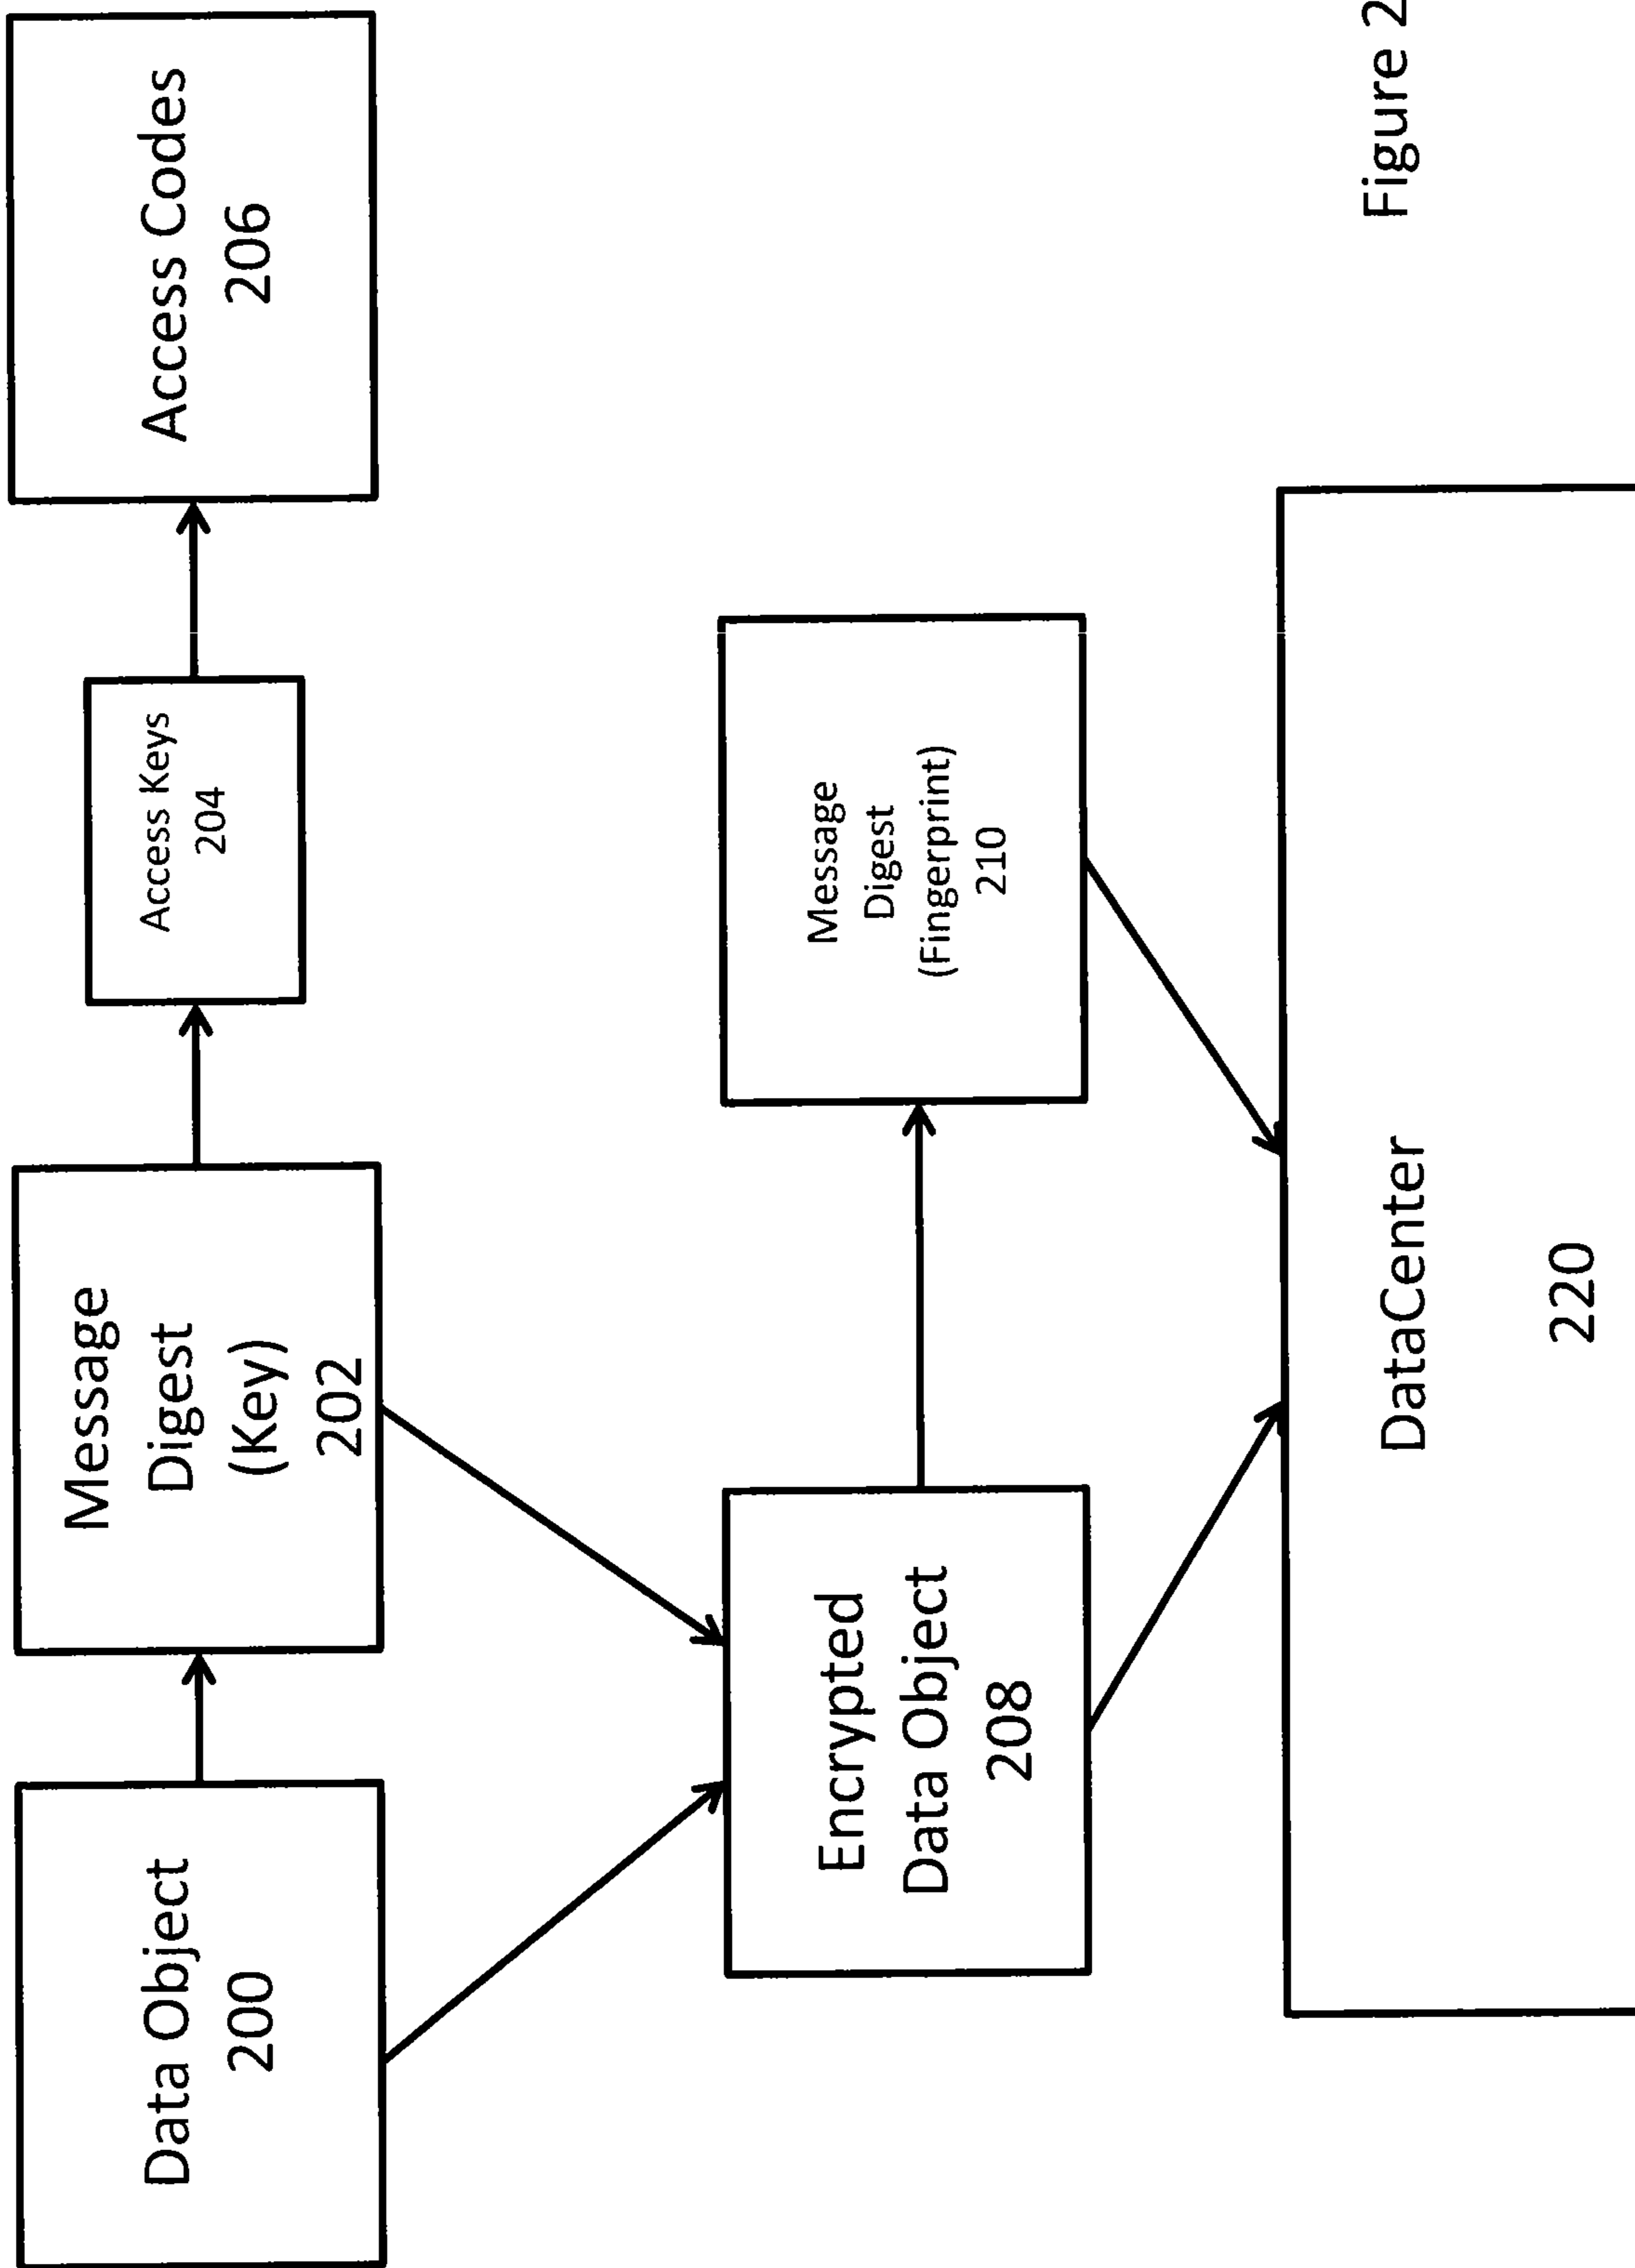 Data Object
200
Message
Digest
(Key)
202
Access Keys
204
Access Codes
206
Encrypted
Data Object
208
Message
Digest
(Fingerprint)
210
DataCenter
220
Figure 2